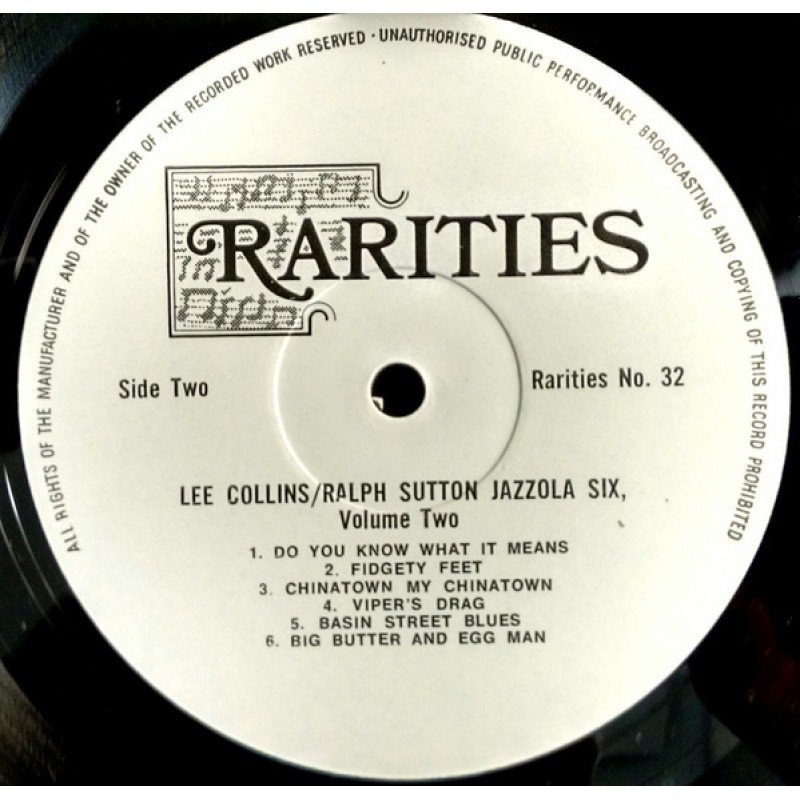 ALL RIGHTS OF THE MANUFACTURER AND OF THE OWNER OF THE RECORDED WORK RESERVED · UNAUTHORISED PUBLIC PERFORMANCE BROADCASTING AND COPYING OF THIS RECORD PROHIBITED
RARITIES
Side Two
Rarities No. 32
LEE COLLINS/RALPH SUTTON JAZZOLA SIX,
Volume Two
1. DO YOU KNOW WHAT IT MEANS
2. FIDGETY FEET
3. CHINATOWN MY CHINATOWN
4. VIPER'S DRAG
5. BASIN STREET BLUES
6. BIG BUTTER AND EGG MAN